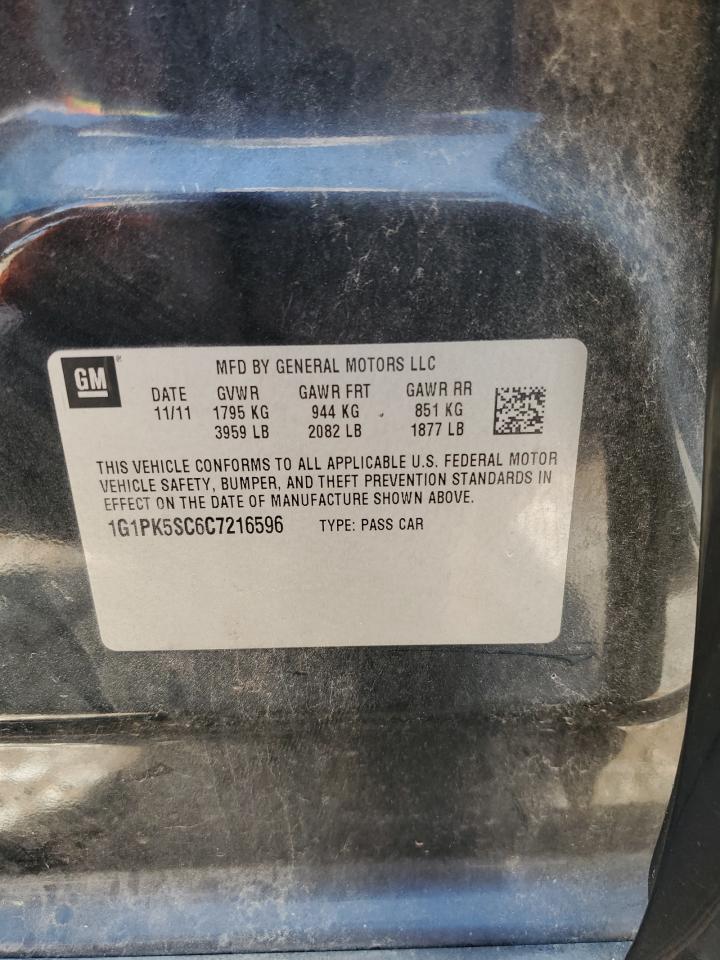 GM ®
MFD BY GENERAL MOTORS LLC
DATE GVWR GAWR FRT GAWR RR
11/11 1795 KG 944 KG 851 KG
3959 LB 2082 LB 1877 LB
THIS VEHICLE CONFORMS TO ALL APPLICABLE U.S. FEDERAL MOTOR
VEHICLE SAFETY, BUMPER, AND THEFT PREVENTION STANDARDS IN
EFFECT ON THE DATE OF MANUFACTURE SHOWN ABOVE.
1G1PK5SC6C7216596 TYPE: PASS CAR